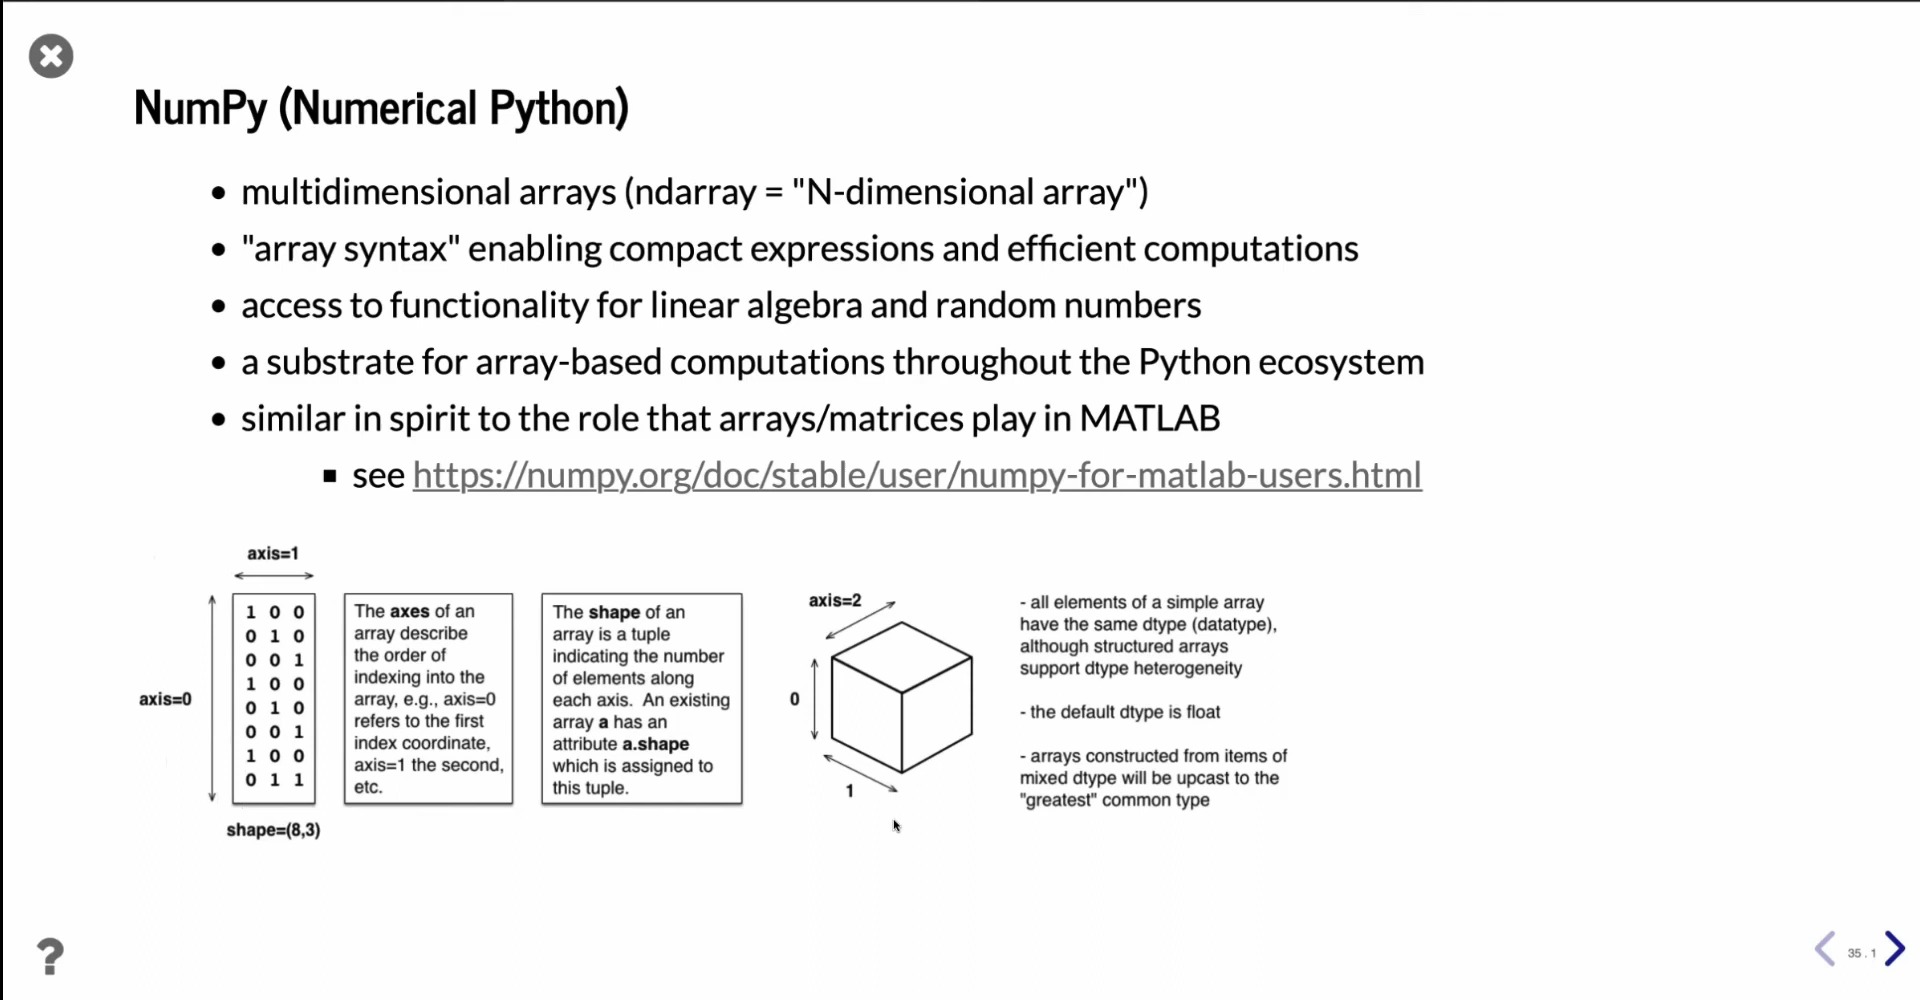 NumPy (Numerical Python)
• multidimensional arrays (ndarray = "N-dimensional array")
• "array syntax" enabling compact expressions and efficient computations
• access to functionality for linear algebra and random numbers
• a substrate for array-based computations throughout the Python ecosystem
• similar in spirit to the role that arrays/matrices play in MATLAB
▪ see https://numpy.org/doc/stable/user/numpy-for-matlab-users.html
axis=1
axis=0
1 0 0
0 1 0
0 0 1
1 0 0
0 1 0
0 0 1
1 0 0
0 1 1
shape=(8,3)
The axes of an
array describe
the order of
indexing into the
array, e.g., axis=0
refers to the first
index coordinate,
axis=1 the second,
etc.
The shape of an
array is a tuple
indicating the number
of elements along
each axis. An existing
array a has an
attribute a.shape
which is assigned to
this tuple.
axis=2
0
1
- all elements of a simple array
have the same dtype (datatype),
although structured arrays
support dtype heterogeneity
- the default dtype is float
- arrays constructed from items of
mixed dtype will be upcast to the
"greatest" common type
?
35 . 1